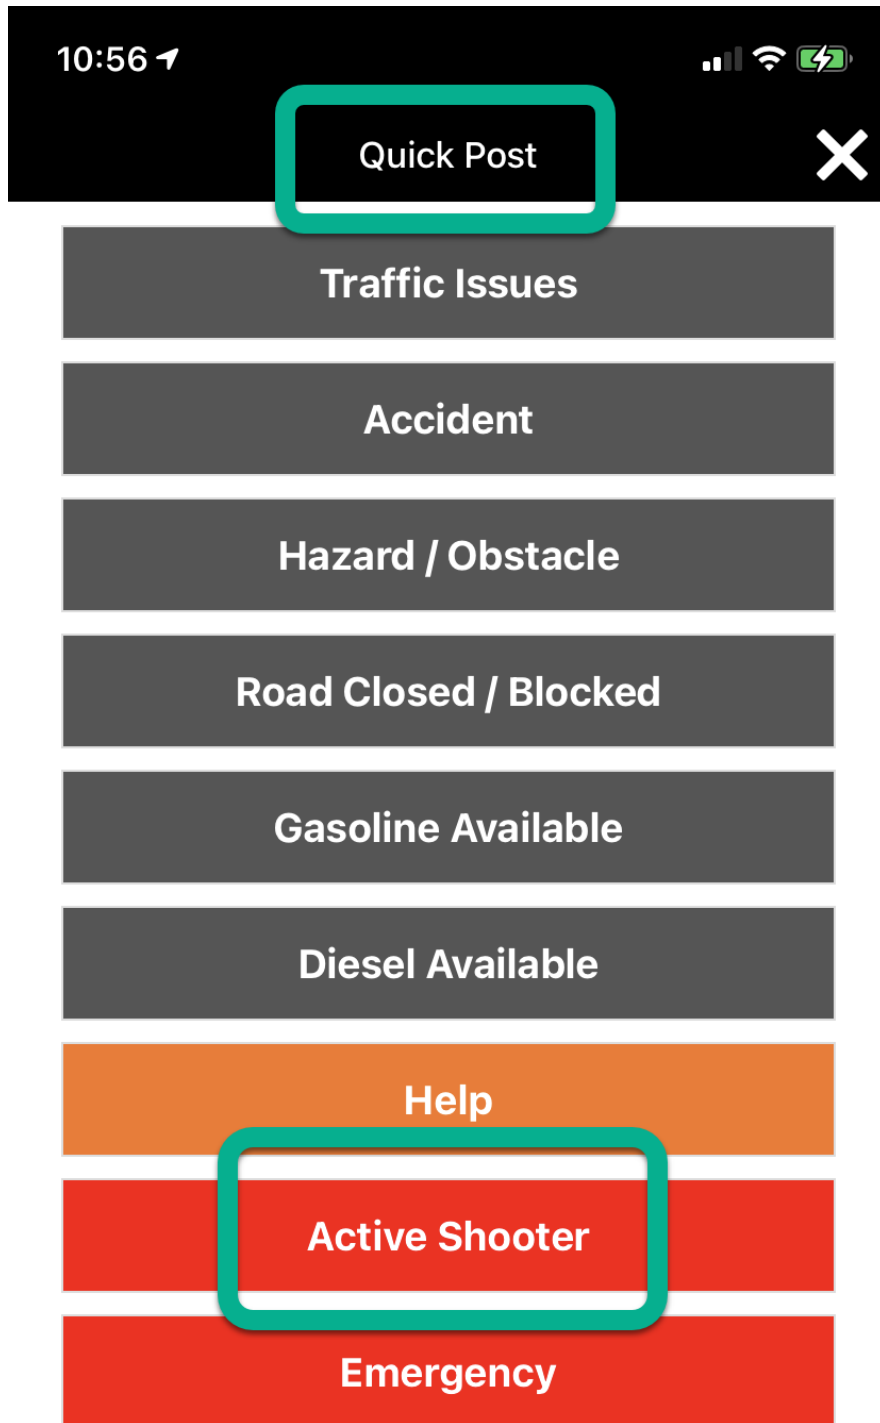 10:56
Quick Post
Traffic Issues
Accident
Hazard / Obstacle
Road Closed / Blocked
Gasoline Available
Diesel Available
Help
Active Shooter
Emergency